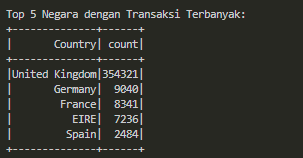 Top 5 Negara dengan Transaksi Terbanyak:
+--------------+------+
|       Country| count|
+--------------+------+
|United Kingdom|354321|
|       Germany|  9040|
|        France|  8341|
|          EIRE|  7236|
|         Spain|  2484|
+--------------+------+